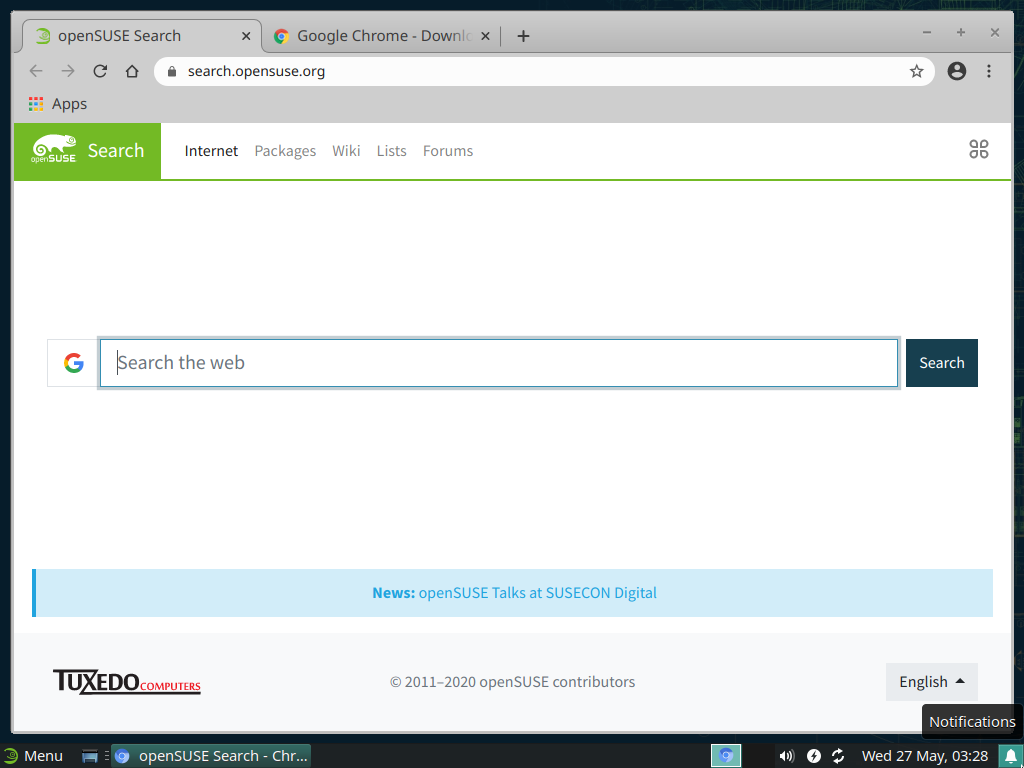 openSUSE Search
Google Chrome - Downlo
search.opensuse.org
Apps
openSUSE
Search
Internet
Packages
Wiki
Lists
Forums
Search the web
Search
News: openSUSE Talks at SUSECON Digital
TUXEDO COMPUTERS
© 2011–2020 openSUSE contributors
English
Notifications
Menu
openSUSE Search - Chr...
Wed 27 May, 03:28